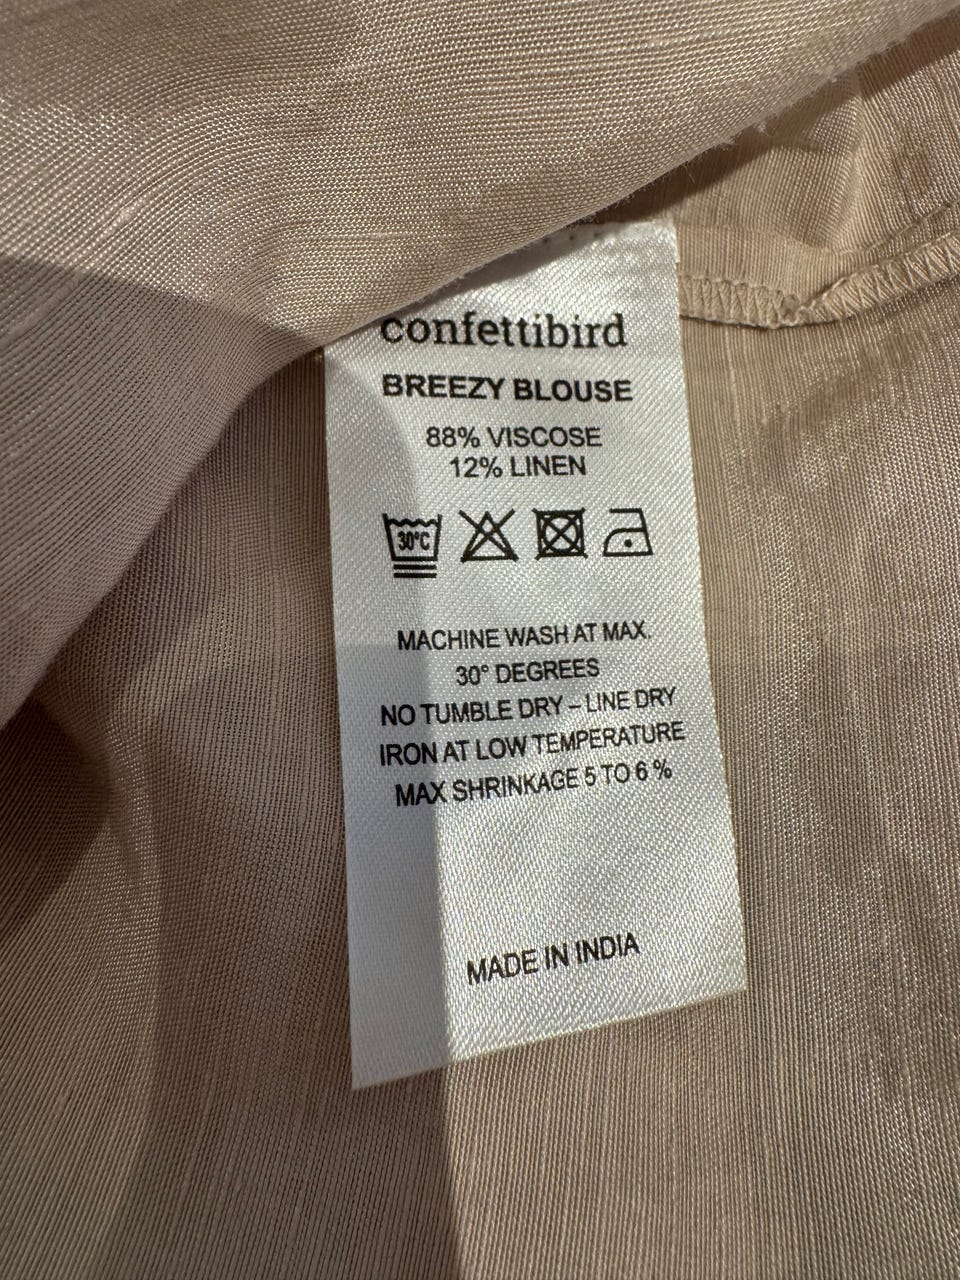 confettibird
BREEZY BLOUSE
88% VISCOSE
12% LINEN
30°C
MACHINE WASH AT MAX.
30° DEGREES
NO TUMBLE DRY – LINE DRY
IRON AT LOW TEMPERATURE
MAX SHRINKAGE 5 TO 6 %
MADE IN INDIA